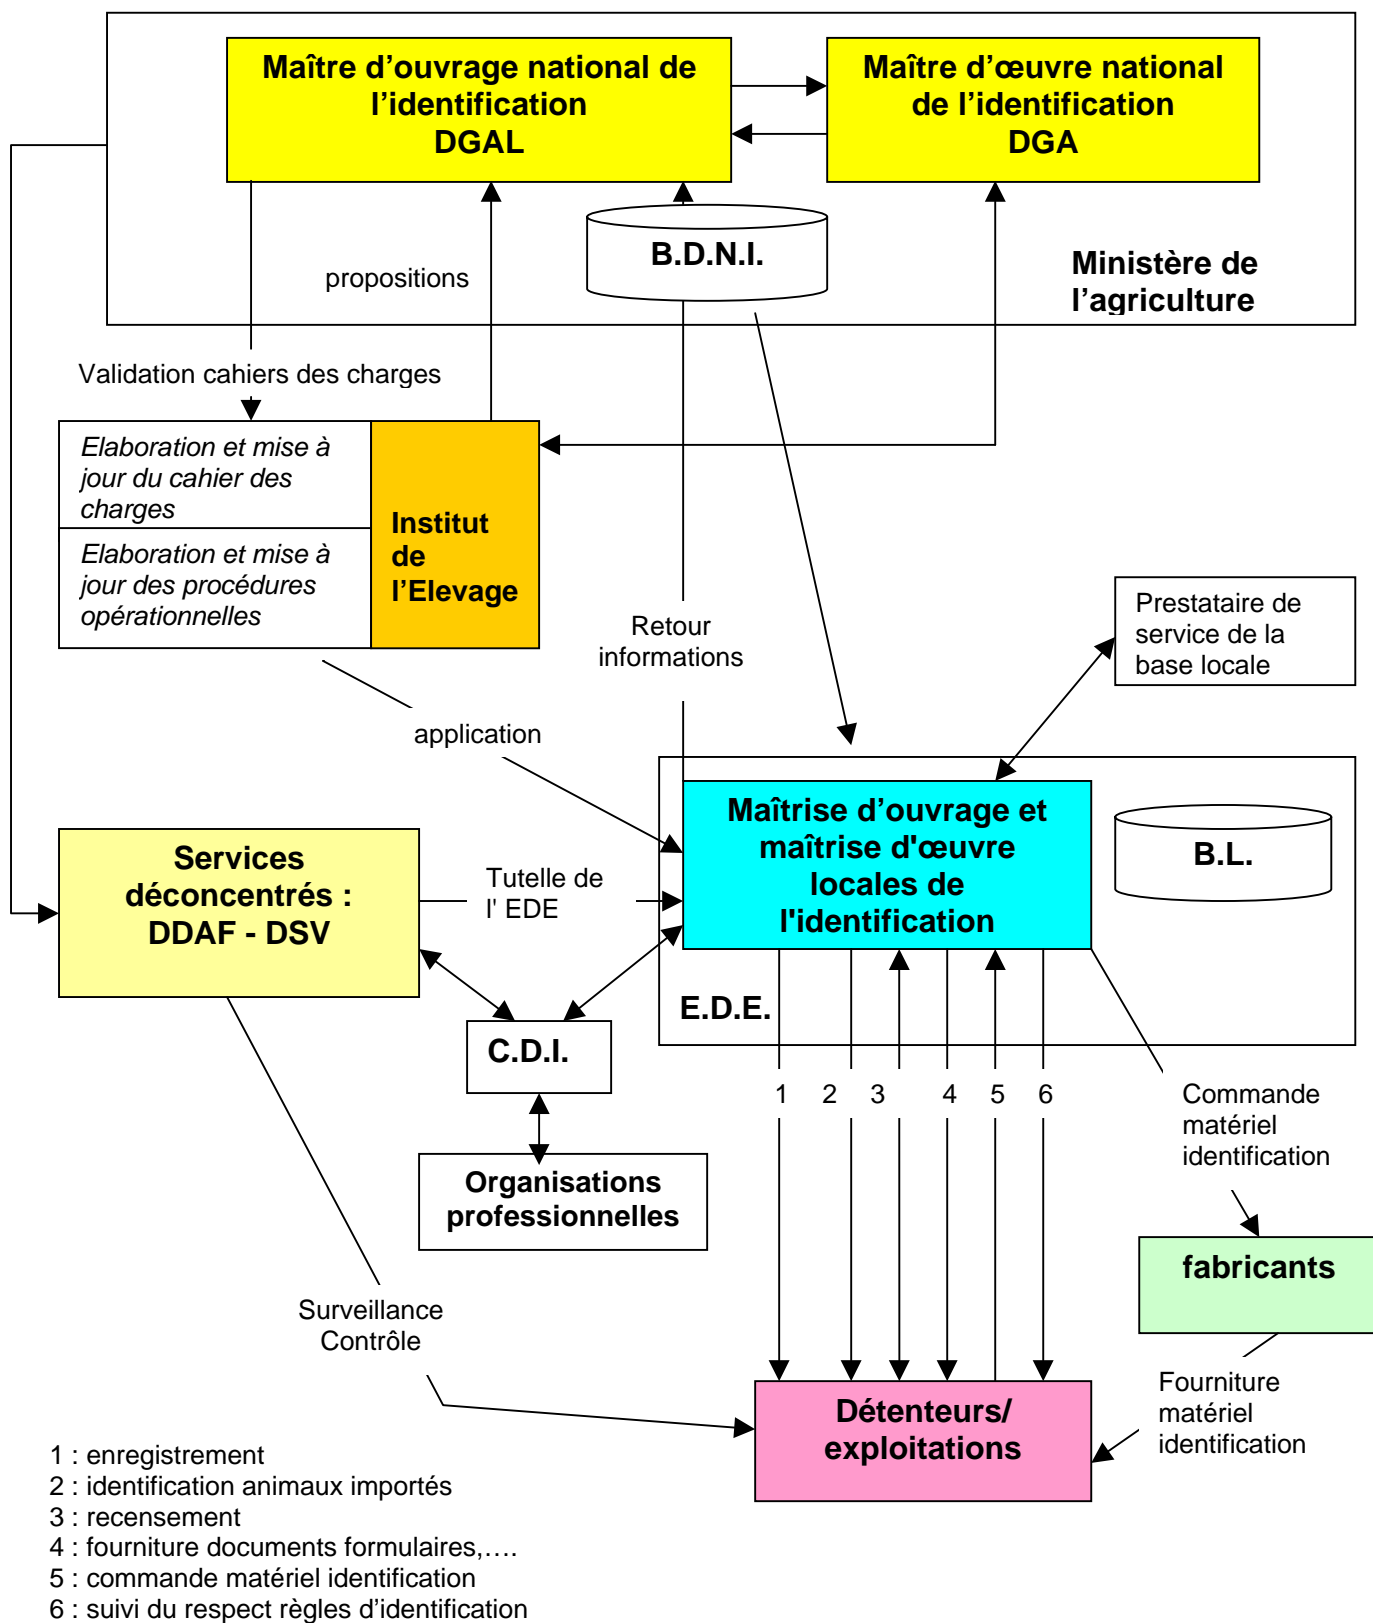 Maître d'ouvrage national de
l'identification
DGAL
Maître d'œuvre national
de l'identification
DGA
B.D.N.I.
Ministère de
l'agriculture
propositions
Validation cahiers des charges
Elaboration et mise à
jour du cahier des
charges
Elaboration et mise à
jour des procédures
opérationnelles
Institut
de
l'Elevage
Retour
informations
Prestataire de
service de la
base locale
application
Maîtrise d'ouvrage et
maîtrise d'œuvre
locales de
l'identification
B.L.
Services
déconcentrés :
DDAF - DSV
Tutelle de
l' EDE
E.D.E.
C.D.I.
1 2 3 4 5 6
Commande
matériel
identification
Organisations
professionnelles
fabricants
Surveillance
Contrôle
Fourniture
matériel
identification
Détenteurs/
exploitations
1 : enregistrement
2 : identification animaux importés
3 : recensement
4 : fourniture documents formulaires,….
5 : commande matériel identification
6 : suivi du respect règles d'identification